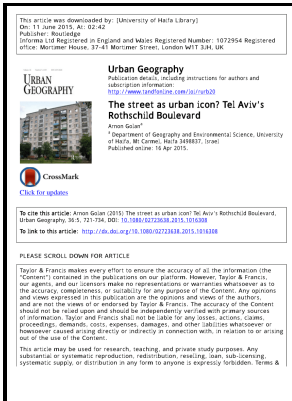 This article was downloaded by: [University of Haifa Library]
On: 11 June 2015, At: 02:42
Publisher: Routledge
Informa Ltd Registered in England and Wales Registered Number: 1072954 Registered
office: Mortimer House, 37-41 Mortimer Street, London W1T 3JH, UK
URBAN
GEOGRAPHY
Urban Geography
Publication details, including instructions for authors and
subscription information:
http://www.tandfonline.com/loi/rurb20
The street as urban icon? Tel Aviv's
Rothschild Boulevard
Arnon Golan
a
a Department of Geography and Environmental Science, University
of Haifa, Mt Carmel, Haifa 3498837, Israel
Published online: 16 Apr 2015.
CrossMark
Click for updates
To cite this article: Arnon Golan (2015) The street as urban icon? Tel Aviv's Rothschild Boulevard,
Urban Geography, 36:5, 721-734, DOI: 10.1080/02723638.2015.1016308
To link to this article: http://dx.doi.org/10.1080/02723638.2015.1016308
PLEASE SCROLL DOWN FOR ARTICLE
Taylor & Francis makes every effort to ensure the accuracy of all the information (the
"Content") contained in the publications on our platform. However, Taylor & Francis,
our agents, and our licensors make no representations or warranties whatsoever as to
the accuracy, completeness, or suitability for any purpose of the Content. Any opinions
and views expressed in this publication are the opinions and views of the authors,
and are not the views of or endorsed by Taylor & Francis. The accuracy of the Content
should not be relied upon and should be independently verified with primary sources
of information. Taylor and Francis shall not be liable for any losses, actions, claims,
proceedings, demands, costs, expenses, damages, and other liabilities whatsoever or
howsoever caused arising directly or indirectly in connection with, in relation to or arising
out of the use of the Content.
This article may be used for research, teaching, and private study purposes. Any
substantial or systematic reproduction, redistribution, reselling, loan, sub-licensing,
systematic supply, or distribution in any form to anyone is expressly forbidden. Terms &